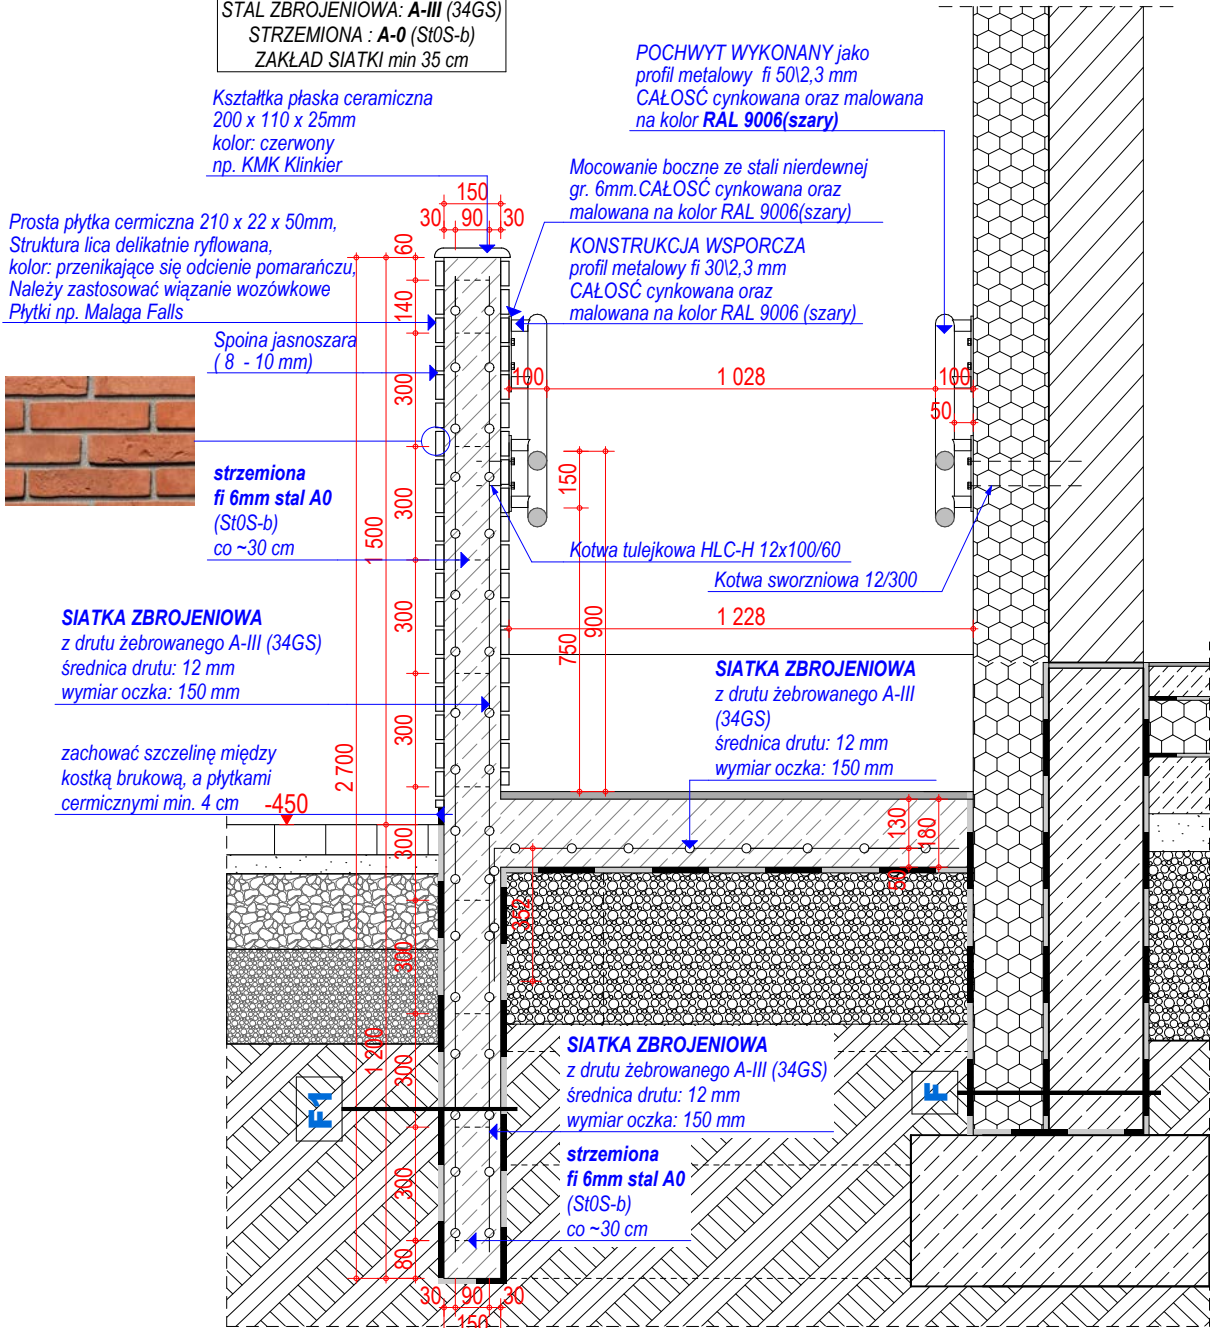 STAL ZBROJENIOWA: A-III (34GS)
STRZEMIONA : A-0 (St0S-b)
ZAKŁAD SIATKI min 35 cm
Kształtka płaska ceramiczna
200 x 110 x 25mm
kolor: czerwony
np. KMK Klinkier
POCHWYT WYKONANY jako
profil metalowy fi 50\2,3 mm
CAŁOŚĆ cynkowana oraz malowana
na kolor RAL 9006(szary)
Mocowanie boczne ze stali nierdewnej
gr. 6mm.CAŁOŚĆ cynkowana oraz
malowana na kolor RAL 9006(szary)
KONSTRUKCJA WSPORCZA
profil metalowy fi 30\2,3 mm
CAŁOŚĆ cynkowana oraz
malowana na kolor RAL 9006 (szary)
Prosta płytka cermiczna 210 x 22 x 50mm,
Struktura lica delikatnie ryflowana,
kolor: przenikające się odcienie pomarańczu,
Należy zastosować wiązanie wozówkowe
Płytki np. Malaga Falls
Spoina jasnoszara
( 8 - 10 mm)
150
30 90 30
60
140
300
300
300
300
300
300
300
300
80
1 500
2 700
1 200
100
1 028
100
50
150
750
900
1 228
strzemiona
fi 6mm stal A0
(St0S-b)
co ~30 cm
Kotwa tulejkowa HLC-H 12x100/60
Kotwa sworzniowa 12/300
SIATKA ZBROJENIOWA
z drutu żebrowanego A-III (34GS)
średnica drutu: 12 mm
wymiar oczka: 150 mm
SIATKA ZBROJENIOWA
z drutu żebrowanego A-III
(34GS)
średnica drutu: 12 mm
wymiar oczka: 150 mm
zachować szczelinę między
kostką brukową, a płytkami
cermicznymi min. 4 cm
-450
130
180
50
352
SIATKA ZBROJENIOWA
z drutu żebrowanego A-III (34GS)
średnica drutu: 12 mm
wymiar oczka: 150 mm
F1
F
strzemiona
fi 6mm stal A0
(St0S-b)
co ~30 cm
30 90 30
150